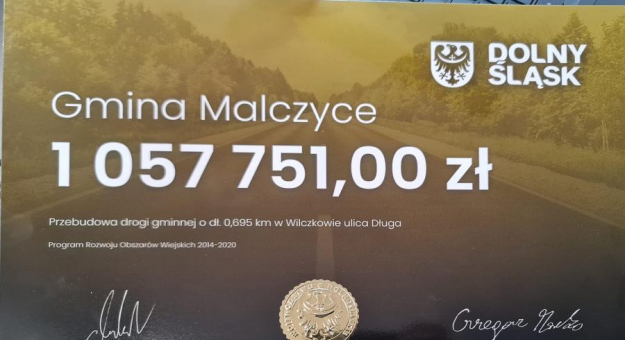 DOLNY
ŚLĄSK
Gmina Malczyce
1 057 751,00 zł
Przebudowa drogi gminnej o dł. 0,695 km w Wilczkowie ulica Długa
Program Rozwoju Obszarów Wiejskich 2014-2020
Grzegorz